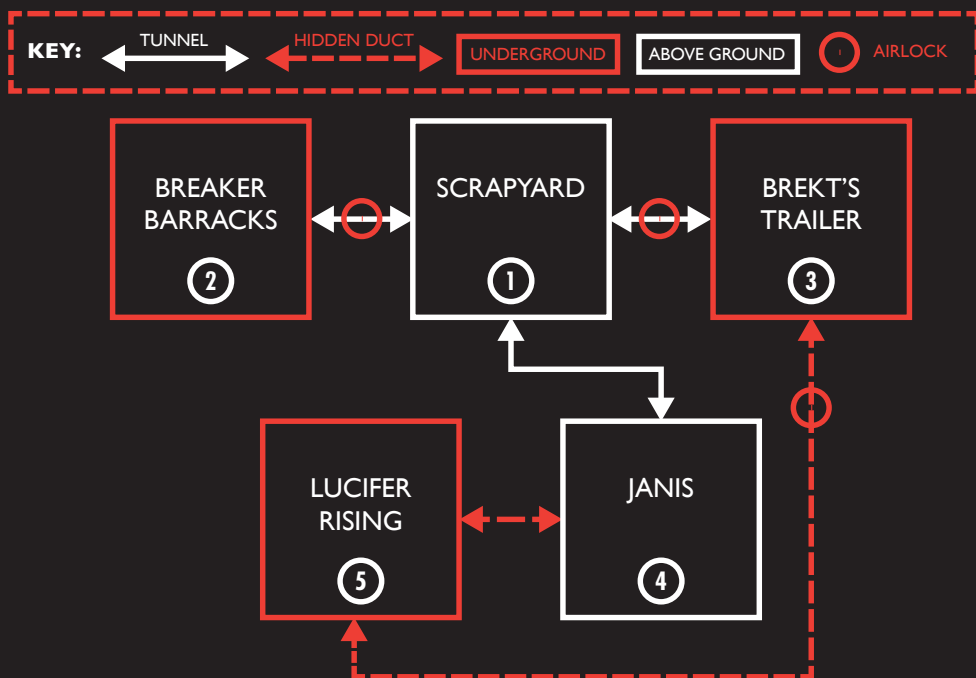 KEY:
TUNNEL
HIDDEN DUCT
UNDERGROUND
ABOVE GROUND
AIRLOCK
BREAKER
BARRACKS
2
SCRAPYARD
1
BREKT'S
TRAILER
3
LUCIFER
RISING
5
JANIS
4